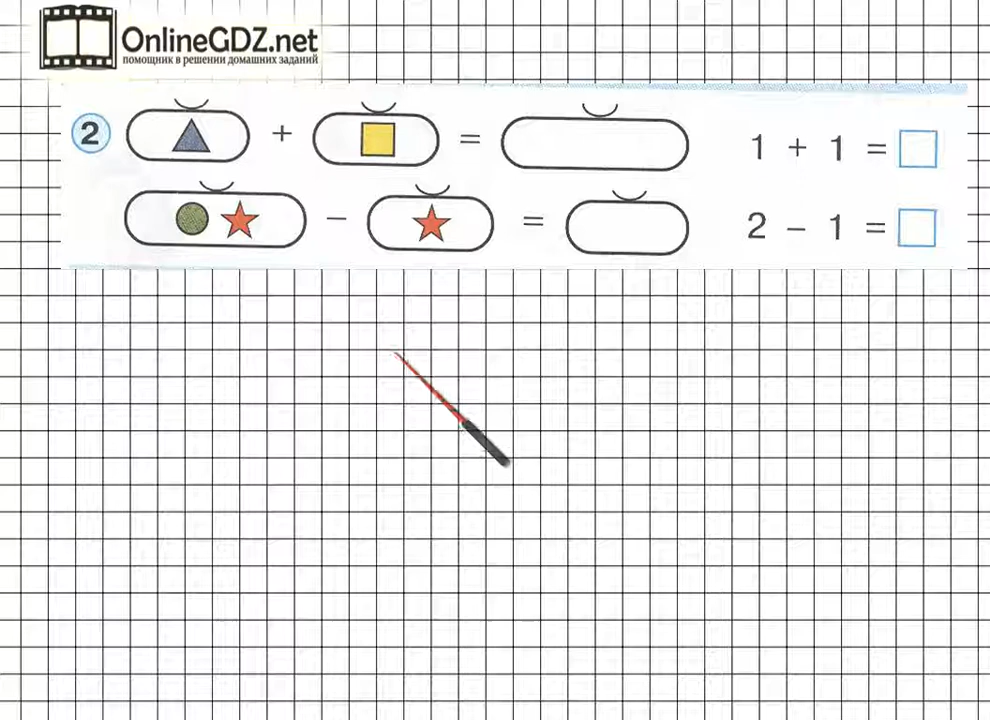 OnlineGDZ.net
помощник в решении домашних заданий
2 + = 1 + 1 =
− = 2 − 1 =